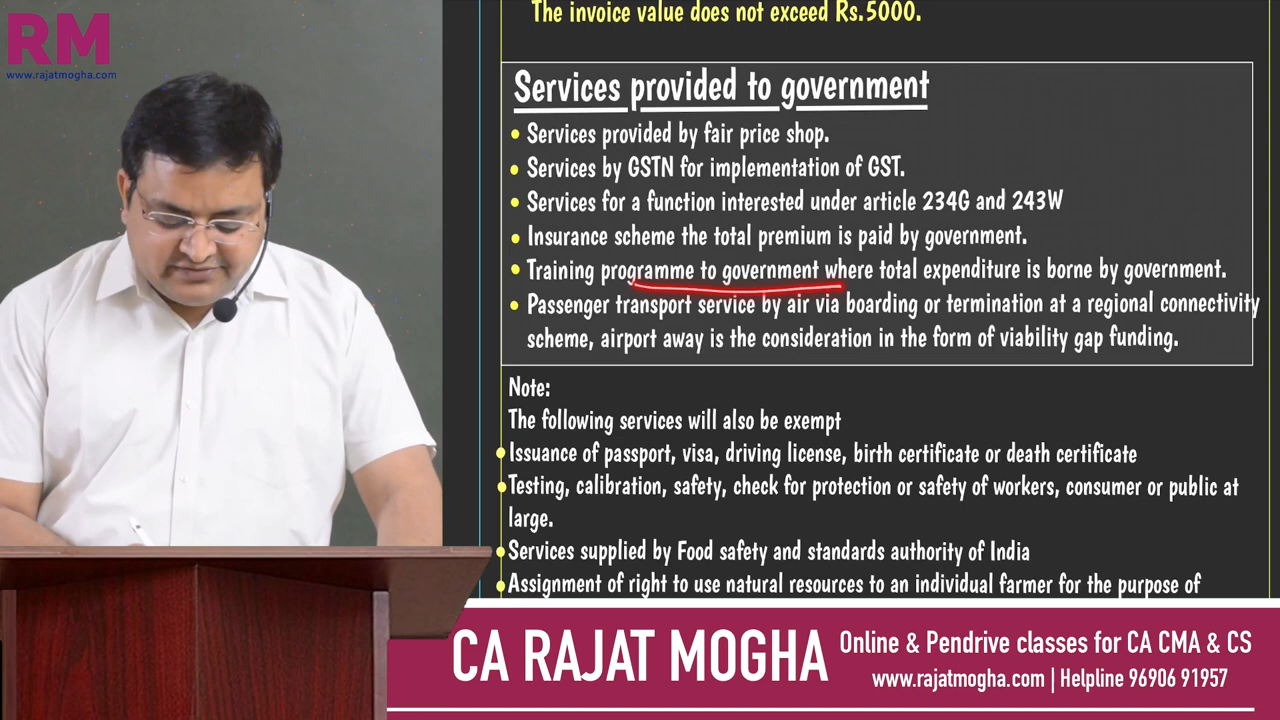 RM
www.rajatmogha.com
The invoice value does not exceed Rs.5000.
Services provided to government
• Services provided by fair price shop.
• Services by GSTN for implementation of GST.
• Services for a function interested under article 234G and 243W
• Insurance scheme the total premium is paid by government.
• Training programme to government where total expenditure is borne by government.
• Passenger transport service by air via boarding or termination at a regional connectivity
scheme, airport away is the consideration in the form of viability gap funding.
Note:
The following services will also be exempt
• Issuance of passport, visa, driving license, birth certificate or death certificate
• Testing, calibration, safety, check for protection or safety of workers, consumer or public at
large.
• Services supplied by Food safety and standards authority of India
• Assignment of right to use natural resources to an individual farmer for the purpose of
CA RAJAT MOGHA
Online & Pendrive classes for CA CMA & CS
www.rajatmogha.com | Helpline 96906 91957